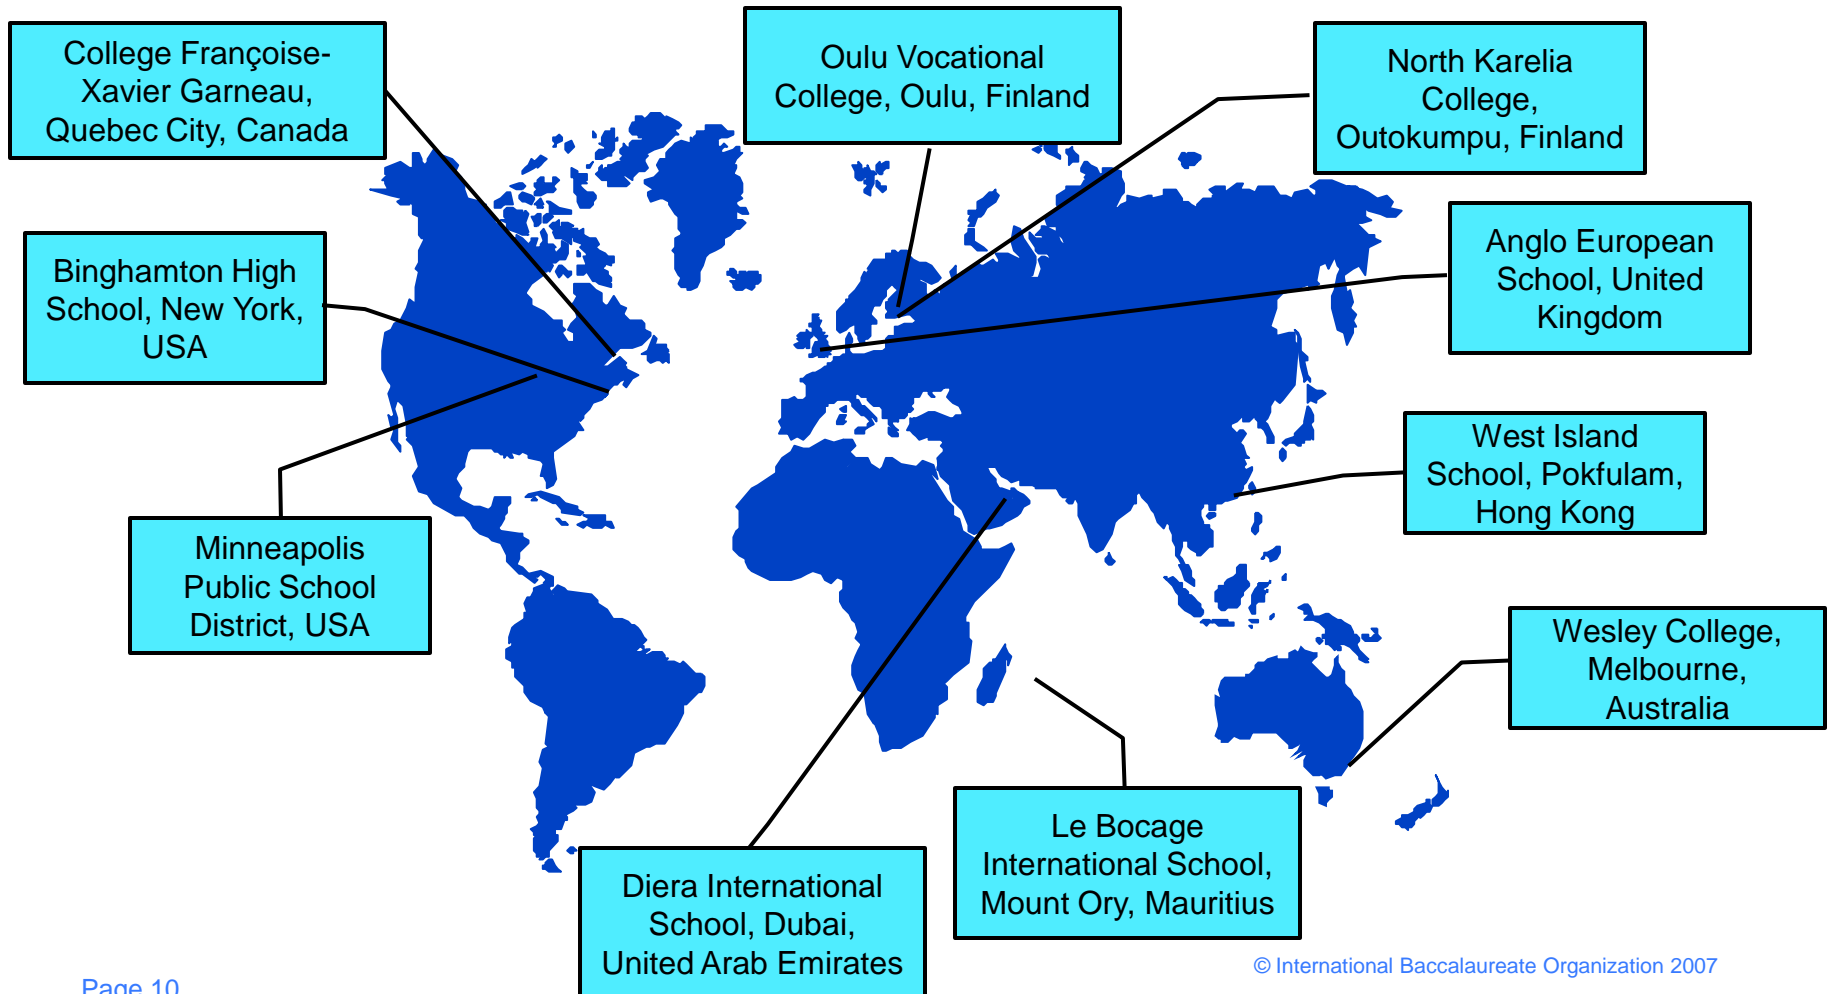 College Françoise-
Xavier Garneau,
Quebec City, Canada
Oulu Vocational
College, Oulu, Finland
North Karelia
College,
Outokumpu, Finland
Binghamton High
School, New York,
USA
Anglo European
School, United
Kingdom
West Island
School, Pokfulam,
Hong Kong
Minneapolis
Public School
District, USA
Wesley College,
Melbourne,
Australia
Le Bocage
International School,
Mount Ory, Mauritius
Diera International
School, Dubai,
United Arab Emirates
© International Baccalaureate Organization 2007
Page 10